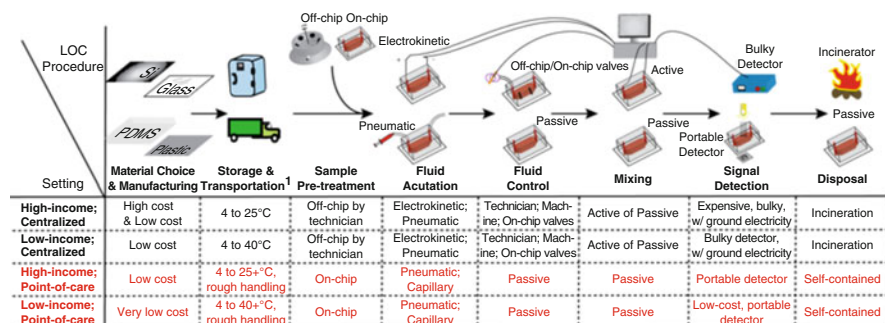 LOC
Procedure
Setting
Si
Glass
PDMS
Plastic
Off-chip On-chip
Electrokinetic
Pneumatic
Off-chip/On-chip valves
Passive
Active
Passive
Bulky
Detector
Portable
Detector
Incinerator
Passive
Material Choice
& Manufacturing
Storage &
Transportation1
Sample
Pre-treatment
Fluid
Acutation
Fluid
Control
Mixing
Signal
Detection
Disposal
High-income;
Centralized
High cost
& Low cost
4 to 25°C
Off-chip by
technician
Electrokinetic;
Pneumatic
Technician; Mach-
ine; On-chip valves
Active of Passive
Expensive, bulky,
w/ ground electricity
Incineration
Low-income;
Centralized
Low cost
4 to 40°C
Off-chip by
technician
Electrokinetic;
Pneumatic
Technician; Mach-
ine; On-chip valves
Active of Passive
Bulky detector,
w/ ground electricity
Incineration
High-income;
Point-of-care
Low cost
4 to 25+°C,
rough handling
On-chip
Pneumatic;
Capillary
Passive
Passive
Portable detector
Self-contained
Low-income;
Point-of-care
Very low cost
4 to 40+°C,
rough handling
On-chip
Pneumatic;
Capillary
Passive
Passive
Low-cost, portable
detector
Self-contained